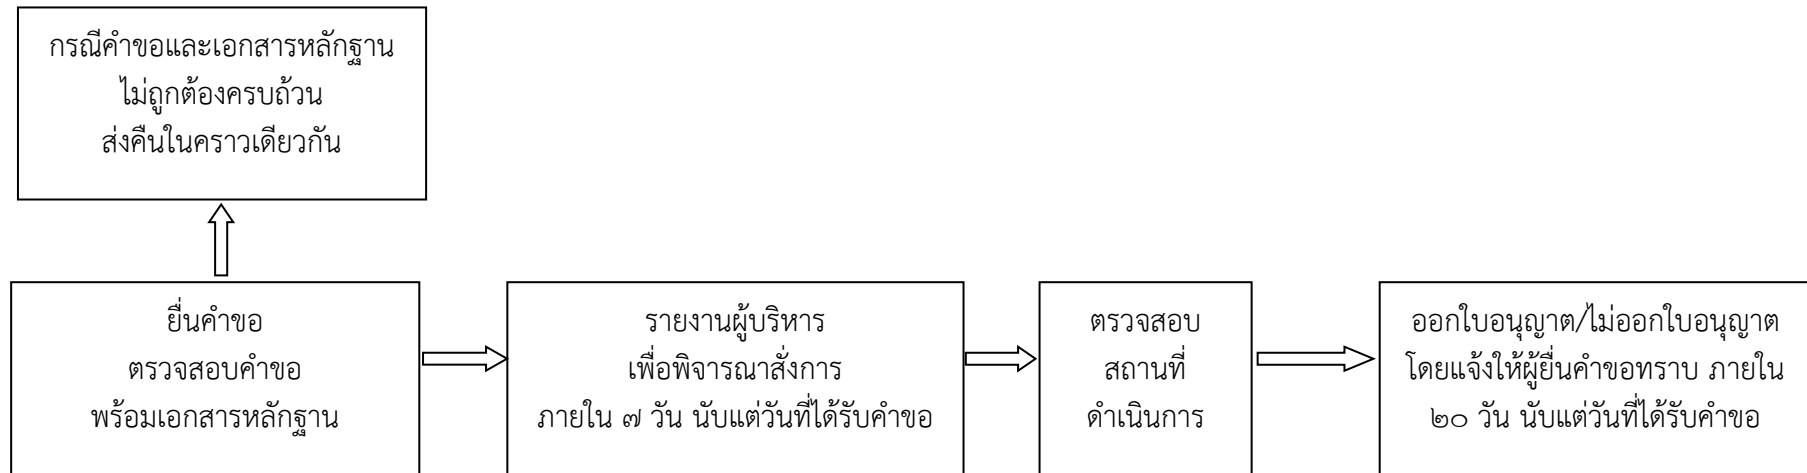 กรณีคำขอและเอกสารหลักฐาน
ไม่ถูกต้องครบถ้วน
ส่งคืนในคราวเดียวกัน
ยื่นคำขอ
ตรวจสอบคำขอ
พร้อมเอกสารหลักฐาน
รายงานผู้บริหาร
เพื่อพิจารณาสั่งการ
ภายใน ๗ วัน นับแต่วันที่ได้รับคำขอ
ตรวจสอบ
สถานที่
ดำเนินการ
ออกใบอนุญาต/ไม่ออกใบอนุญาต
โดยแจ้งให้ผู้ยื่นคำขอทราบ ภายใน
๒๐ วัน นับแต่วันที่ได้รับคำขอ